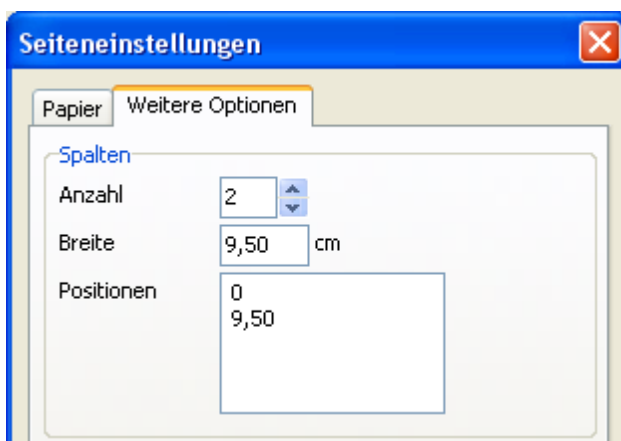 Seiteneinstellungen
Papier Weitere Optionen
Spalten
Anzahl 2
Breite 9,50 cm
Positionen 0
9,50